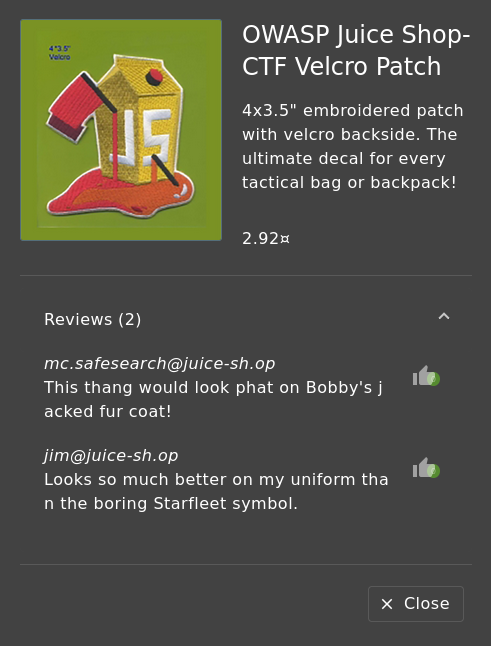 4"3.5"
Velcro
JS
OWASP Juice Shop-
CTF Velcro Patch
4x3.5" embroidered patch
with velcro backside. The
ultimate decal for every
tactical bag or backpack!
2.92¤
Reviews (2)
mc.safesearch@juice-sh.op
This thang would look phat on Bobby's j
acked fur coat!
jim@juice-sh.op
Looks so much better on my uniform tha
n the boring Starfleet symbol.
× Close